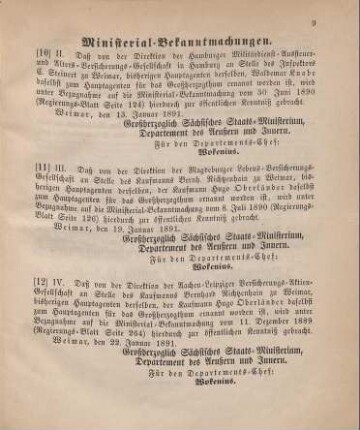 9
Ministerial-Bekanntmachungen.
[10] II. Daß von der Direktion der Hamburger Militärdienst-Aussteuer-
und Alters-Versicherungs-Gesellschaft in Hamburg an Stelle des Inspektors
C. Steinert zu Weimar, bisherigen Hauptagenten derselben, Waldemar Knabe
daselbst zum Hauptagenten für das Großherzogthum ernannt worden ist, wird
unter Bezugnahme auf die Ministerial-Bekanntmachung vom 30 Juni 1890
(Regierungs-Blatt Seite 124) hierdurch zur öffentlichen Kenntniß gebracht.
Weimar, den 13. Januar 1891.
Großherzoglich Sächsisches Staats-Ministerium,
Departement des Aeußern und Innern.
Für den Departements-Chef:
Wokenius.
[11] III. Daß von der Direktion der Magdeburger Lebens-Versicherungs-
Gesellschaft an Stelle des Kaufmanns Bernh. Michzenhain zu Weimar, bis-
herigen Hauptagenten derselben, der Kaufmann Hugo Oberländer daselbst
zum Hauptagenten für das Großherzogthum ernannt worden ist, wird unter
Bezugnahme auf die Ministerial-Bekanntmachung vom 8. Juli 1890 (Regierungs-
Blatt Seite 126) hierdurch zur öffentlichen Kenntniß gebracht.
Weimar, den 19. Januar 1891.
Großherzoglich Sächsisches Staats-Ministerium,
Departement des Aeußern und Innern.
Für den Departements-Chef:
Wokenius.
[12] IV. Daß von der Direktion der Aachen-Leipziger Versicherungs-Aktien-
Gesellschaft an Stelle des Kaufmanns Bernhard Michzenhain zu Weimar,
bisherigen Hauptagenten derselben, der Kaufmann Hugo Oberländer daselbst
zum Hauptagenten für das Großherzogthum ernannt worden ist, wird unter
Bezugnahme auf die Ministerial-Bekanntmachung vom 11. Dezember 1889
(Regierungs-Blatt Seite 264) hierdurch zur öffentlichen Kenntniß gebracht.
Weimar, den 22. Januar 1891.
Großherzoglich Sächsisches Staats-Ministerium,
Departement des Aeußern und Innern.
Für den Departements-Chef:
Wokenius.